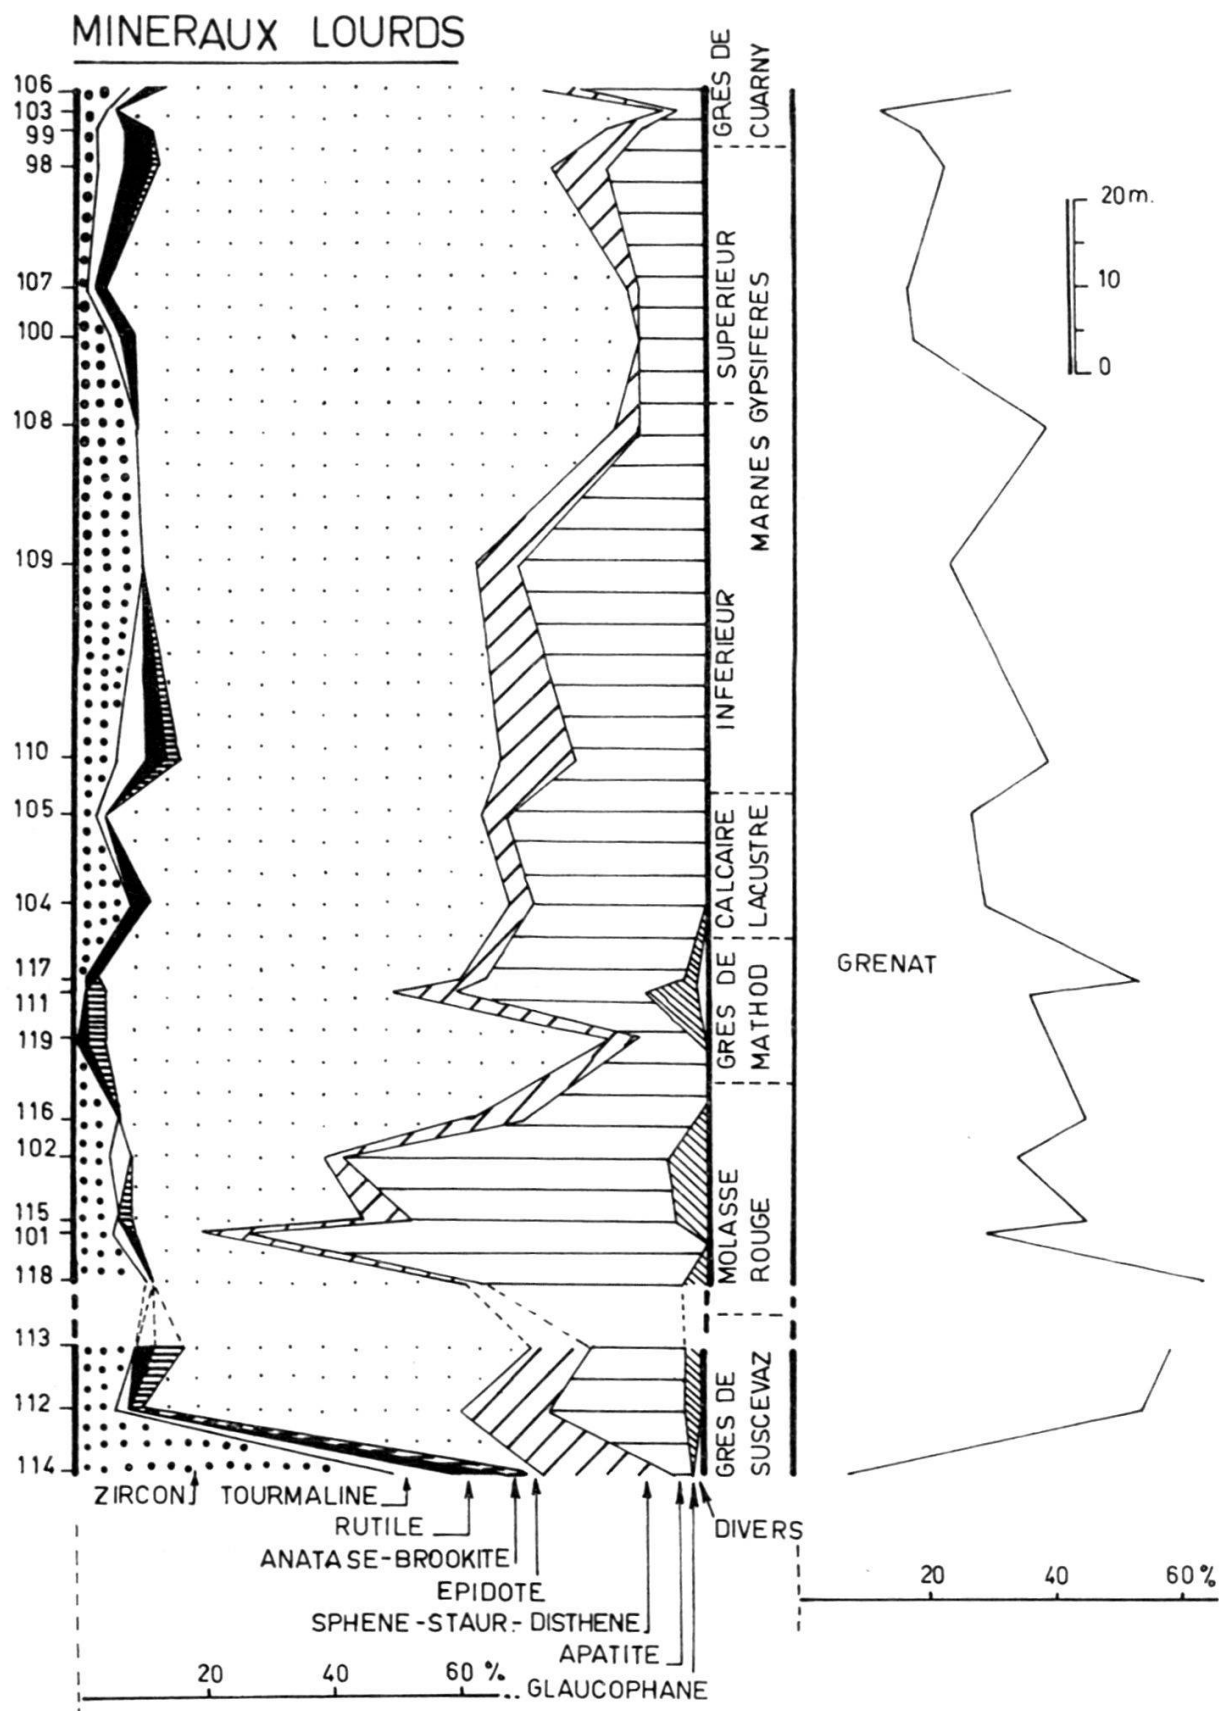 MINERAUX LOURDS
106
103
99
98
107
100
108
109
110
105
104
117
111
119
116
102
115
101
118
113
112
114
GRES DE
CUARNY
SUPERIEUR
MARNES GYPSIFERES
INFERIEUR
CALCAIRE
LACUSTRE
GRES DE
MATHOD
MOLASSE
ROUGE
GRES DE
SUSCEVAZ
20 m.
10
0
GRENAT
ZIRCON
TOURMALINE
RUTILE
DIVERS
ANATASE-BROOKITE
EPIDOTE
SPHENE-STAUR.-DISTHENE
APATITE
GLAUCOPHANE
20
40
60 %
20
40
60 %